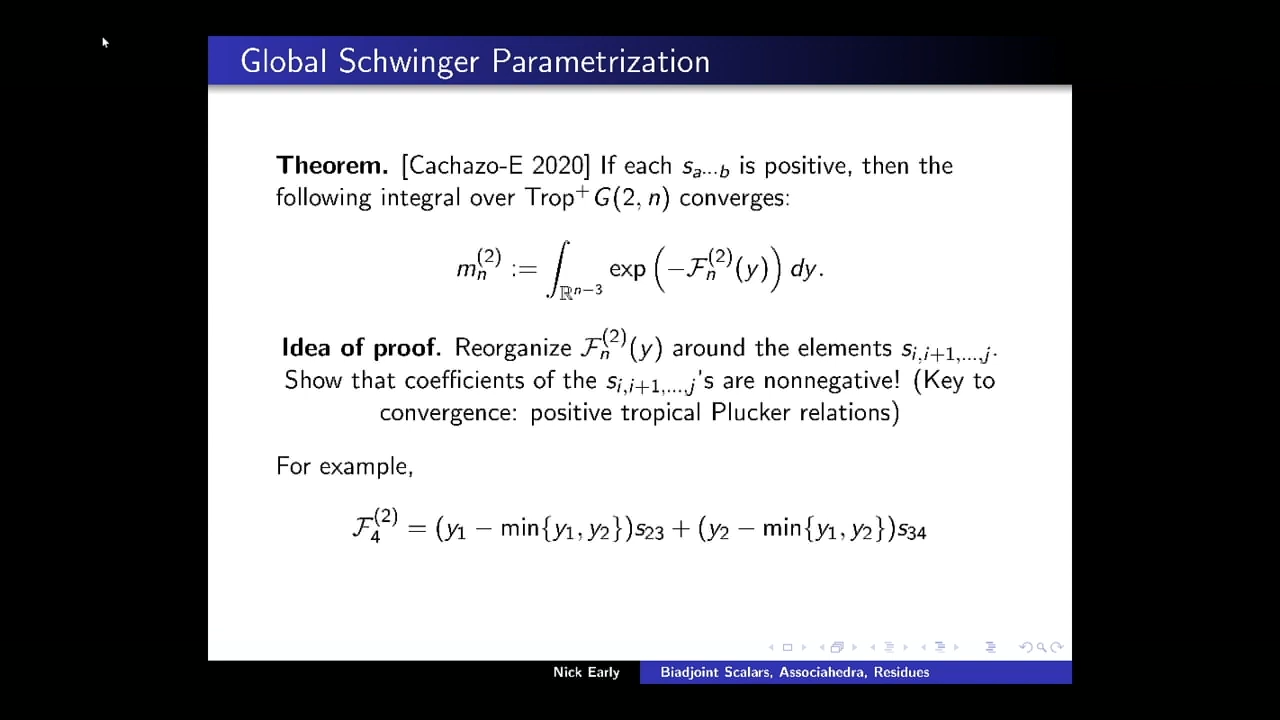 Global Schwinger Parametrization
Theorem. [Cachazo-E 2020] If each s_{a⋯b} is positive, then the
following integral over Trop⁺G(2, n) converges:
m_n^{(2)} := ∫_{ℝ^{n−3}} exp(−ℱ_n^{(2)}(y)) dy.
Idea of proof. Reorganize ℱ_n^{(2)}(y) around the elements s_{i,i+1,...,j}.
Show that coefficients of the s_{i,i+1,...,j}'s are nonnegative! (Key to
convergence: positive tropical Plucker relations)
For example,
ℱ_4^{(2)} = (y_1 − min{y_1, y_2})s_{23} + (y_2 − min{y_1, y_2})s_{34}
Nick Early
Biadjoint Scalars, Associahedra, Residues